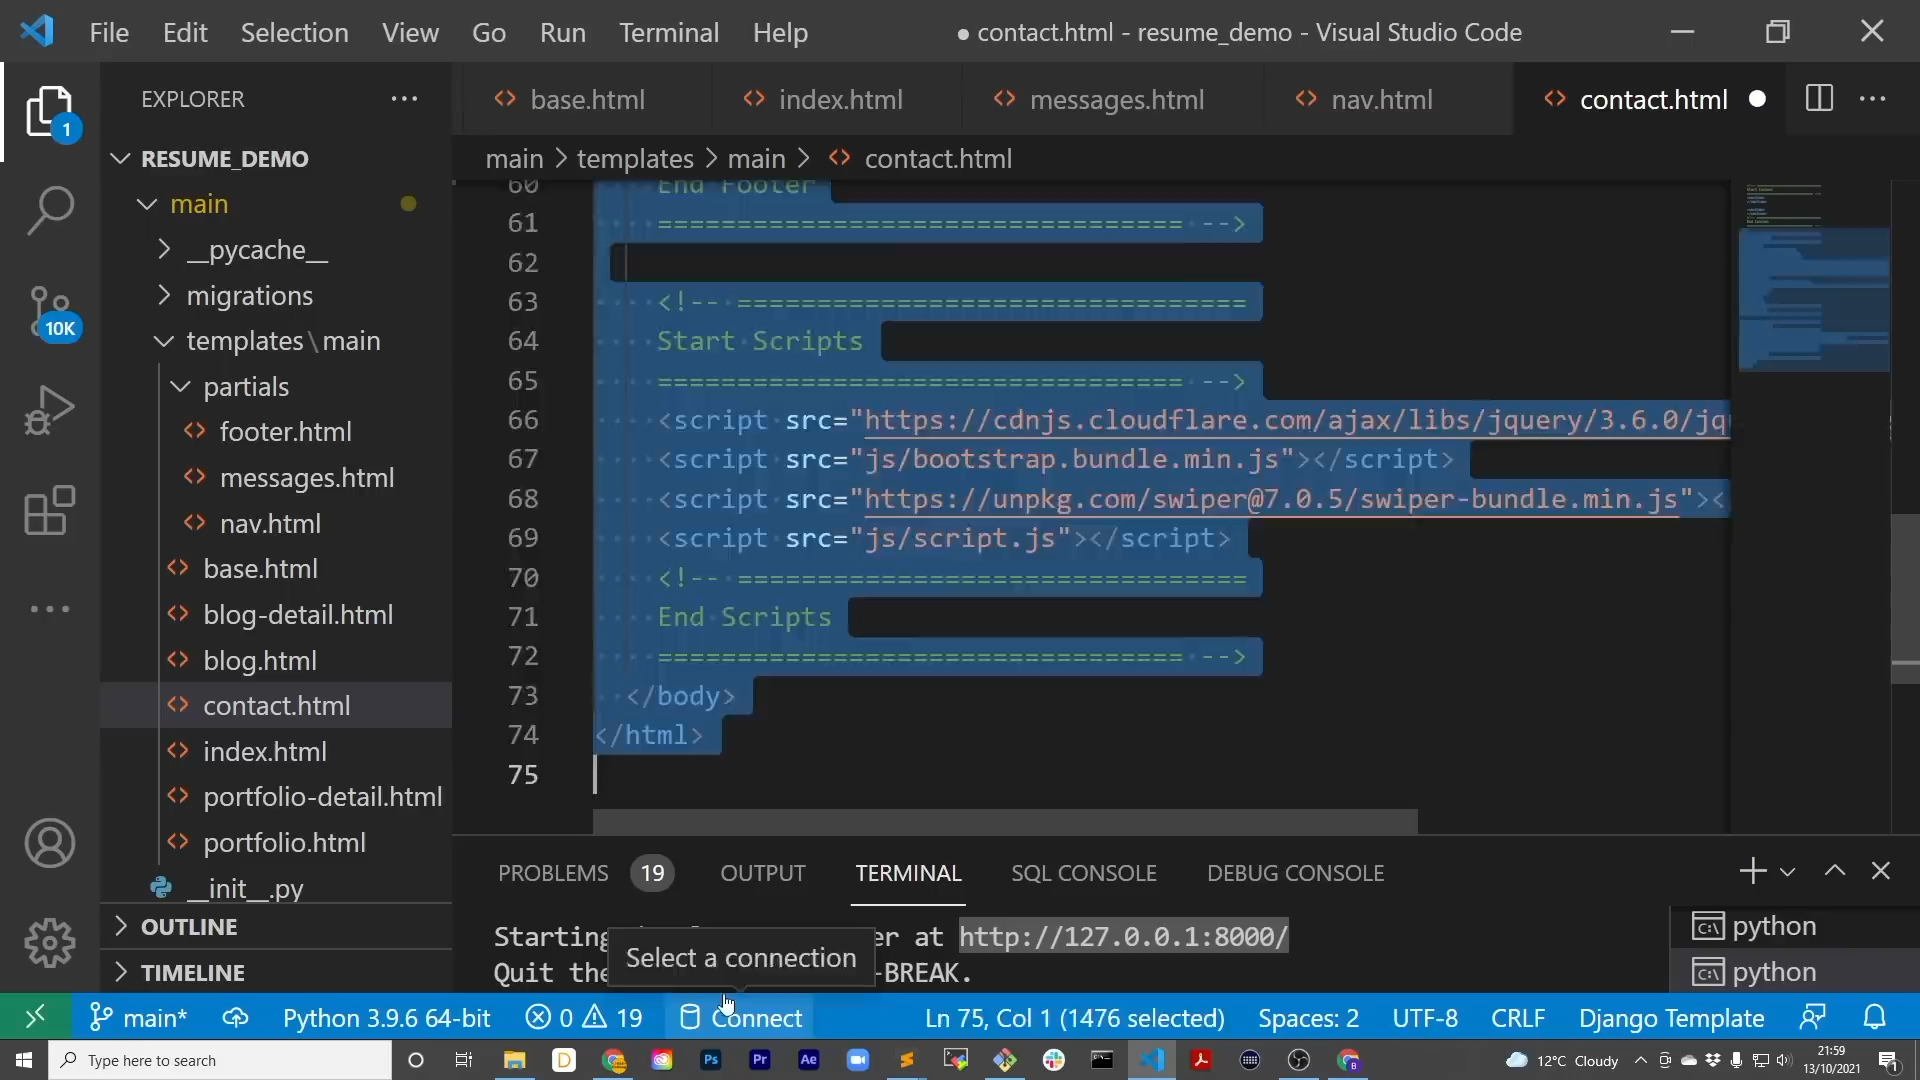 File Edit Selection View Go Run Terminal Help ● contact.html - resume_demo - Visual Studio Code
EXPLORER ···
base.html index.html messages.html nav.html contact.html
RESUME_DEMO
main > templates > main > contact.html
main
__pycache__
migrations
templates\main
partials
footer.html
messages.html
nav.html
base.html
blog-detail.html
blog.html
contact.html
index.html
portfolio-detail.html
portfolio.html
__init__.py
OUTLINE
TIMELINE
1
10K
60 End Footer
61 ================================= -->
62
63 <!-- ================================
64 Start Scripts
65 ================================= -->
66 <script src="https://cdnjs.cloudflare.com/ajax/libs/jquery/3.6.0/jq
67 <script src="js/bootstrap.bundle.min.js"></script>
68 <script src="https://unpkg.com/swiper@7.0.5/swiper-bundle.min.js"><
69 <script src="js/script.js"></script>
70 <!-- ================================
71 End Scripts
72 ================================= -->
73 </body>
74 </html>
75
PROBLEMS 19 OUTPUT TERMINAL SQL CONSOLE DEBUG CONSOLE
Starting er at http://127.0.0.1:8000/
Quit the -BREAK.
Select a connection
python
python
main* Python 3.9.6 64-bit 0 19 Connect Ln 75, Col 1 (1476 selected) Spaces: 2 UTF-8 CRLF Django Template
Type here to search
12°C Cloudy
21:59
13/10/2021